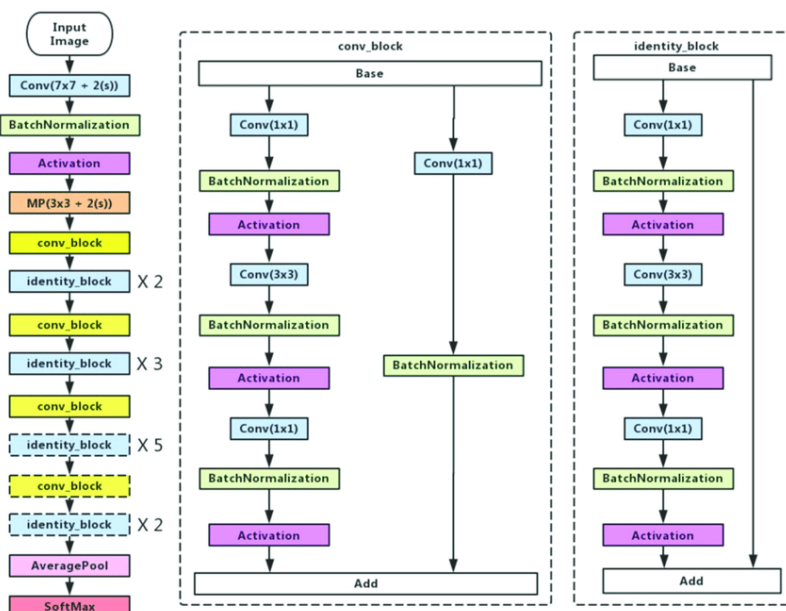 Input
Image
Conv(7x7 + 2(s))
BatchNormalization
Activation
MP(3x3 + 2(s))
conv_block
identity_block X 2
conv_block
identity_block X 3
conv_block
identity_block X 5
conv_block
identity_block X 2
AveragePool
SoftMax
conv_block
Base
Conv(1x1)
BatchNormalization
Activation
Conv(3x3)
BatchNormalization
Activation
Conv(1x1)
BatchNormalization
Activation
Conv(1x1)
BatchNormalization
Add
identity_block
Base
Conv(1x1)
BatchNormalization
Activation
Conv(3x3)
BatchNormalization
Activation
Conv(1x1)
BatchNormalization
Activation
Add